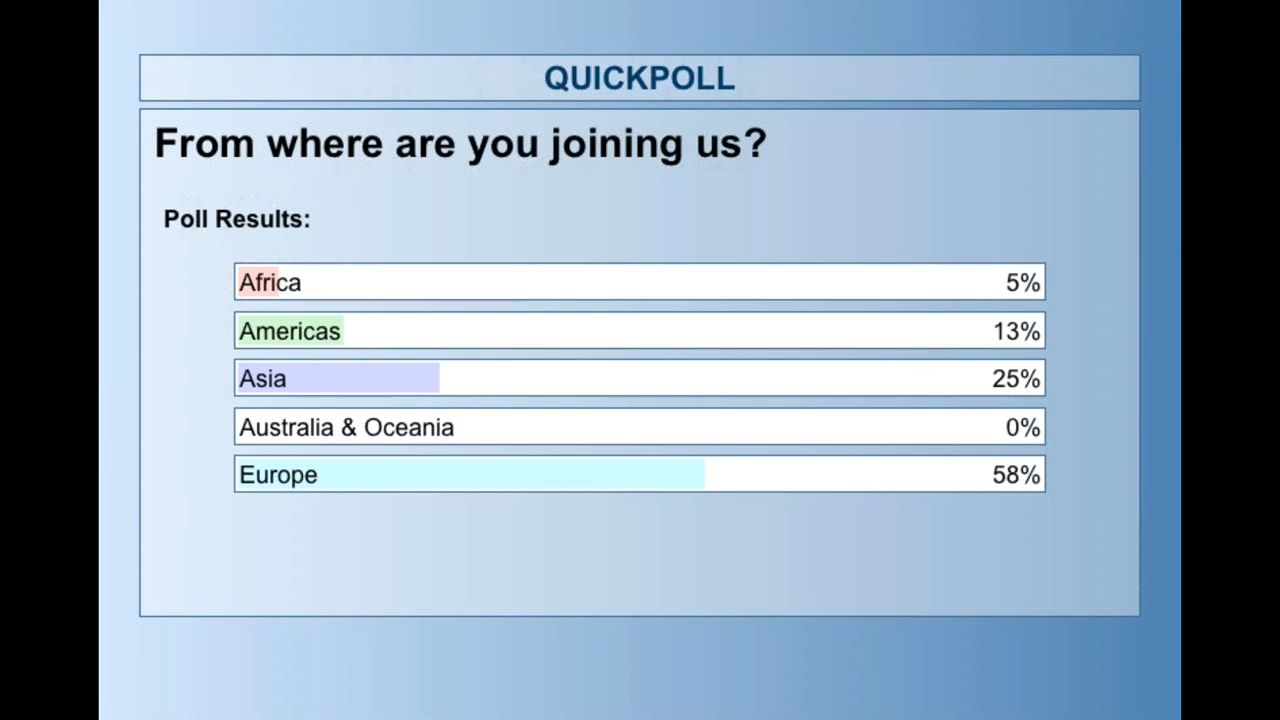 QUICKPOLL
From where are you joining us?
Poll Results:
Africa 5%
Americas 13%
Asia 25%
Australia & Oceania 0%
Europe 58%